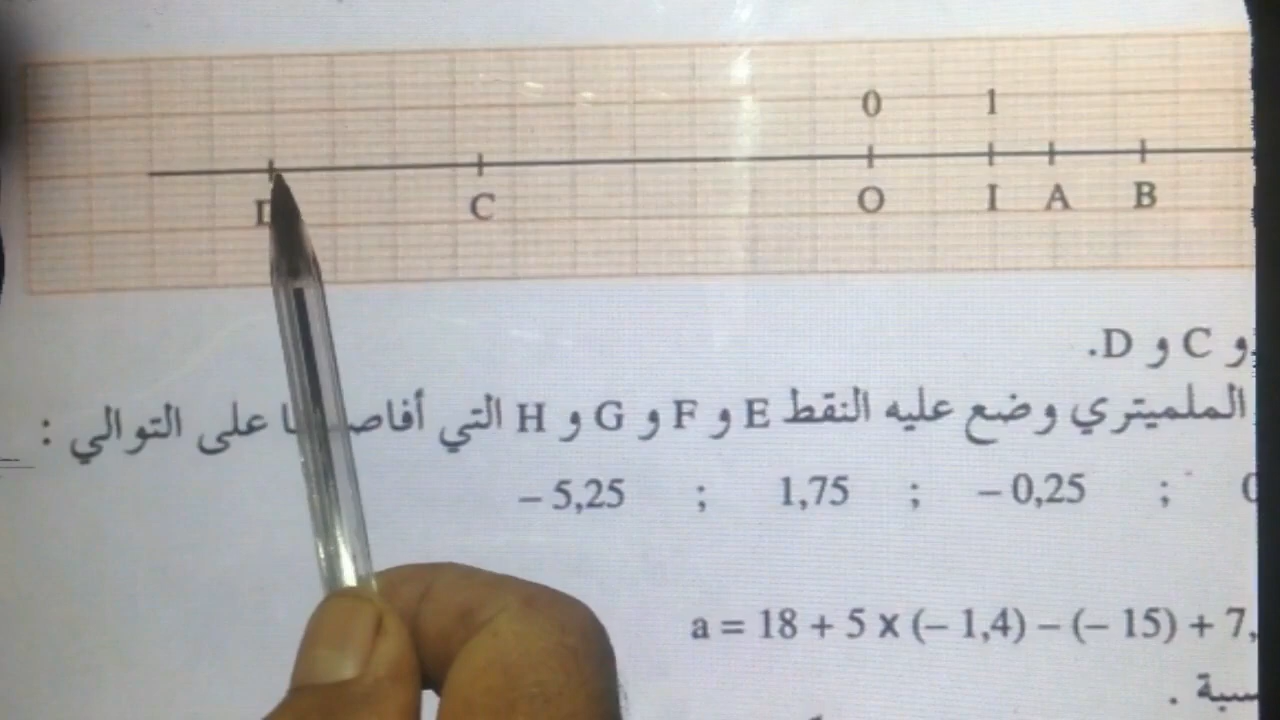 0 1
D C O I A B
و C و D.
الملميتري وضع عليه النقط E و F و G و H التي على التوالي :
; – 0,25 ; 1,75 ; – 5,25
a = 18 + 5 x (– 1,4) – (– 15) + 7,